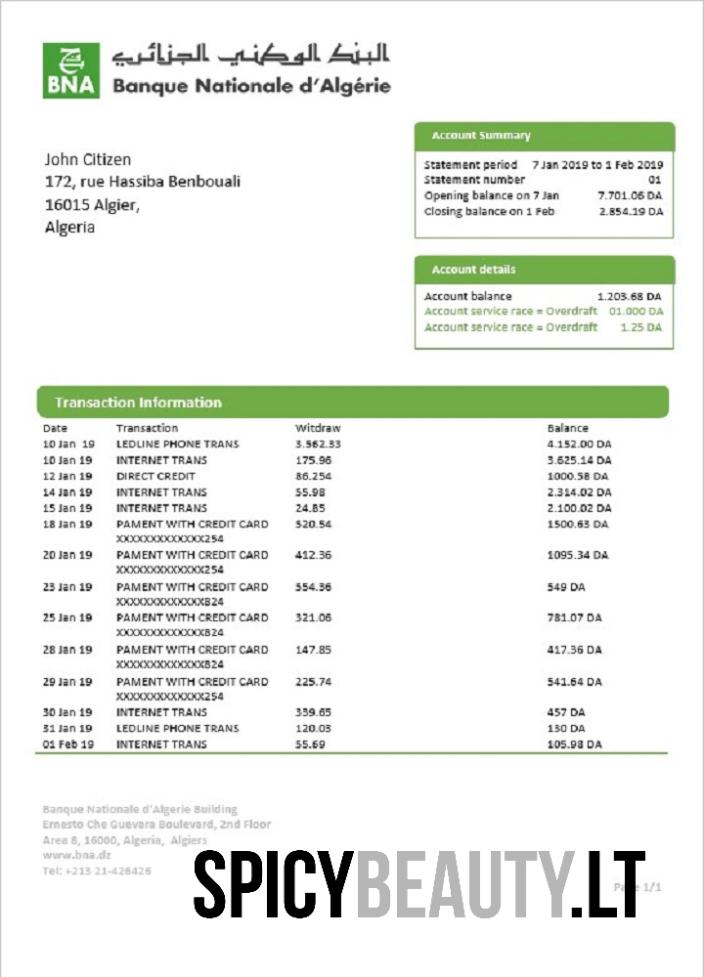 البنك الوطني الجزائري
BNA
Banque Nationale d'Algérie
John Citizen
172, rue Hassiba Benbouali
16015 Algier,
Algeria
Account Summary
Statement period 7 Jan 2019 to 1 Feb 2019
Statement number 01
Opening balance on 7 Jan 7.701.06 DA
Closing balance on 1 Feb 2.854.19 DA
Account details
Account balance 1.203.68 DA
Account service race = Overdraft 01.000 DA
Account service race = Overdraft 1.25 DA
Transaction Information
Date Transaction Witdraw Balance
10 Jan 19 LEDLINE PHONE TRANS 3.562.33 4.152.00 DA
10 Jan 19 INTERNET TRANS 175.96 3.625.14 DA
12 Jan 19 DIRECT CREDIT 86.254 1000.58 DA
14 Jan 19 INTERNET TRANS 55.98 2.314.02 DA
15 Jan 19 INTERNET TRANS 24.85 2.100.02 DA
18 Jan 19 PAMENT WITH CREDIT CARD 520.54 1500.63 DA
XXXXXXXXXXXXX254
20 Jan 19 PAMENT WITH CREDIT CARD 412.36 1095.34 DA
XXXXXXXXXXXXX254
23 Jan 19 PAMENT WITH CREDIT CARD 554.36 549 DA
XXXXXXXXXXXXX824
25 Jan 19 PAMENT WITH CREDIT CARD 321.06 781.07 DA
XXXXXXXXXXXXX824
28 Jan 19 PAMENT WITH CREDIT CARD 147.85 417.36 DA
XXXXXXXXXXXXX824
29 Jan 19 PAMENT WITH CREDIT CARD 225.74 541.64 DA
XXXXXXXXXXXXX254
30 Jan 19 INTERNET TRANS 339.65 457 DA
31 Jan 19 LEDLINE PHONE TRANS 120.03 130 DA
01 Feb 19 INTERNET TRANS 55.69 105.98 DA
Banque Nationale d'Algerie Building
Ernesto Che Guevara Boulevard, 2nd Floor
Area 8, 16000, Algeria, Algiers
www.bna.dz
Tel: +213 21-426426
SPICYBEAUTY.LT
Page 1/1